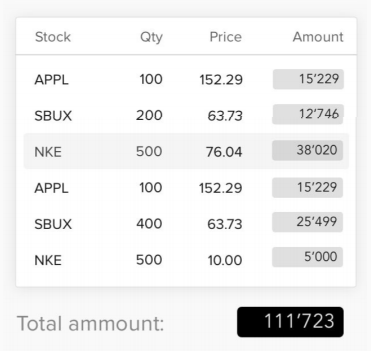 Stock Qty Price Amount
APPL 100 152.29 15’229
SBUX 200 63.73 12’746
NKE 500 76.04 38’020
APPL 100 152.29 15’229
SBUX 400 63.73 25’499
NKE 500 10.00 5’000
Total ammount: 111’723